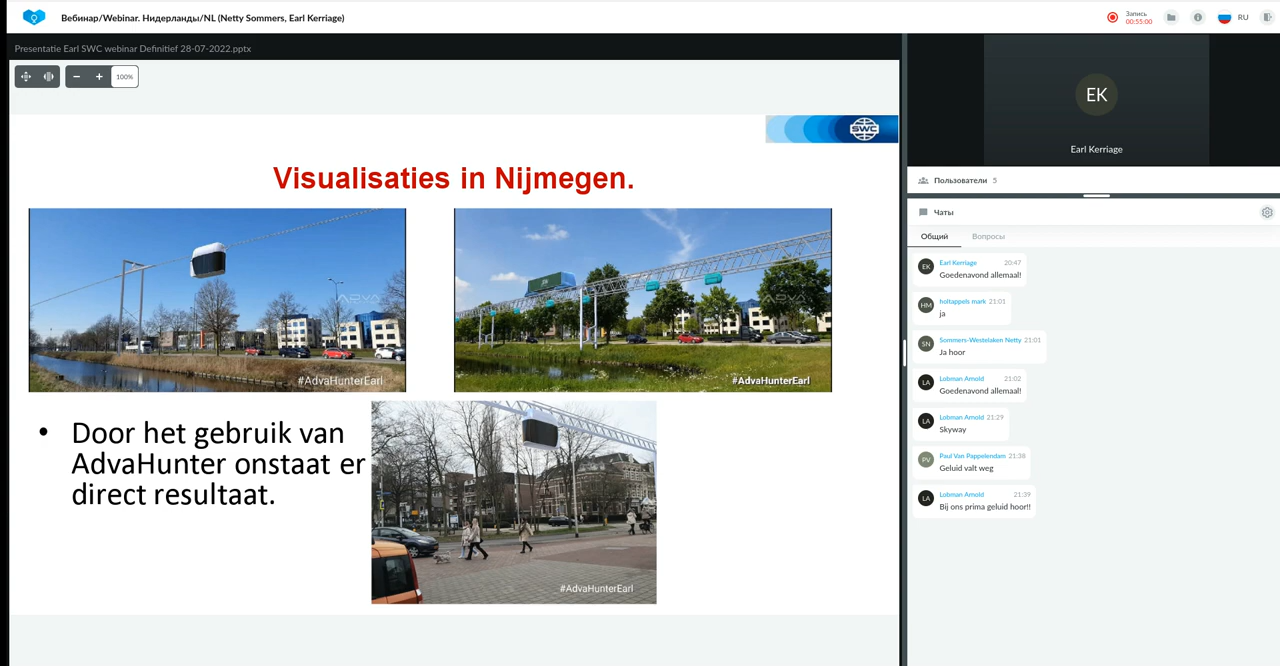 Вебинар/Webinar. Нидерланды/NL (Netty Sommers, Earl Kerriage)
Запись
00:55:00
RU
Presentatie Earl SWC webinar Definitief 28-07-2022.pptx
100%
SWC
Visualisaties in Nijmegen.
ADVA
#AdvaHunterEarl
ADVA
#AdvaHunterEarl
• Door het gebruik van
AdvaHunter onstaat er
direct resultaat.
#AdvaHunterEarl
EK
Earl Kerriage
Пользователи 5
Чаты
Общий Вопросы
EK Earl Kerriage 20:47
Goedenavond allemaal!
HM holtappels mark 21:01
ja
SN Sommers-Westelaken Netty 21:01
Ja hoor
LA Lobman Arnold 21:02
Goedenavond allemaal!
LA Lobman Arnold 21:29
Skyway
PV Paul Van Pappelendam 21:38
Geluid valt weg
LA Lobman Arnold 21:39
Bij ons prima geluid hoor!!